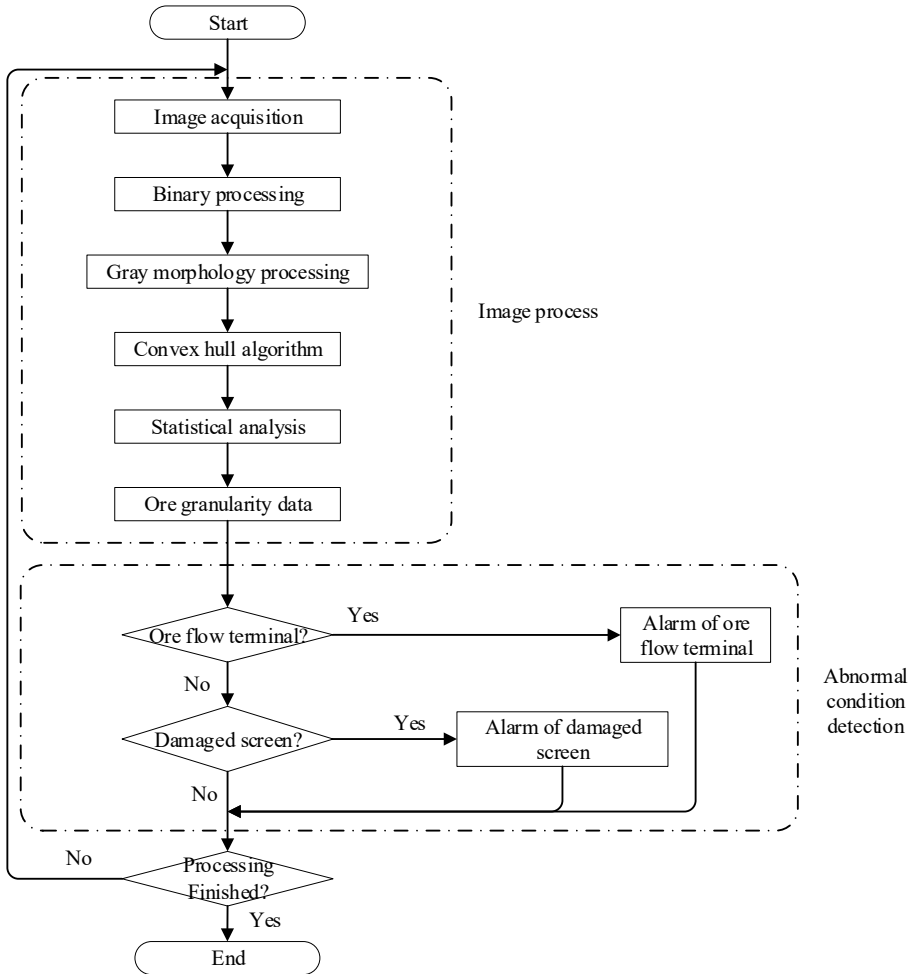 Start
Image acquisition
Binary processing
Gray morphology processing
Image process
Convex hull algorithm
Statistical analysis
Ore granularity data
Yes
Ore flow terminal?
Alarm of ore
flow terminal
No
Abnormal
condition
detection
Yes
Damaged screen?
Alarm of damaged
screen
No
No
Processing
Finished?
Yes
End